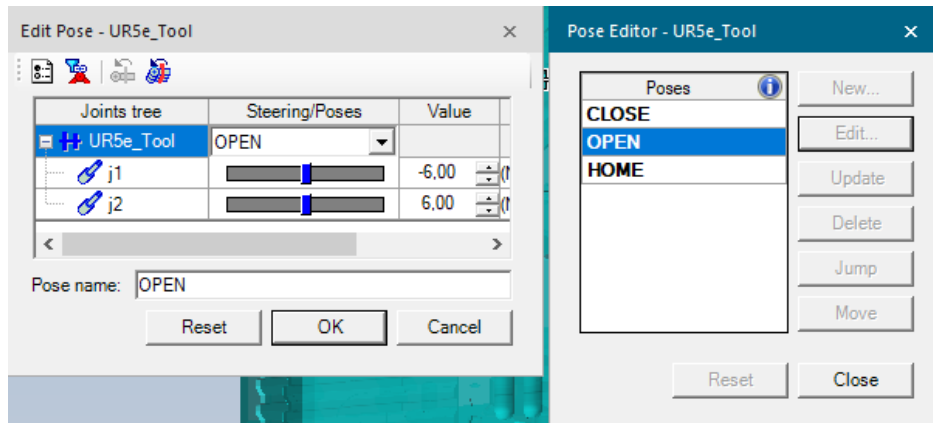 Edit Pose - UR5e_Tool
Joints tree Steering/Poses Value
UR5e_Tool OPEN
j1 -6,00
j2 6,00
Pose name: OPEN
Reset OK Cancel
Pose Editor - UR5e_Tool
Poses
CLOSE
OPEN
HOME
New...
Edit...
Update
Delete
Jump
Move
Reset Close